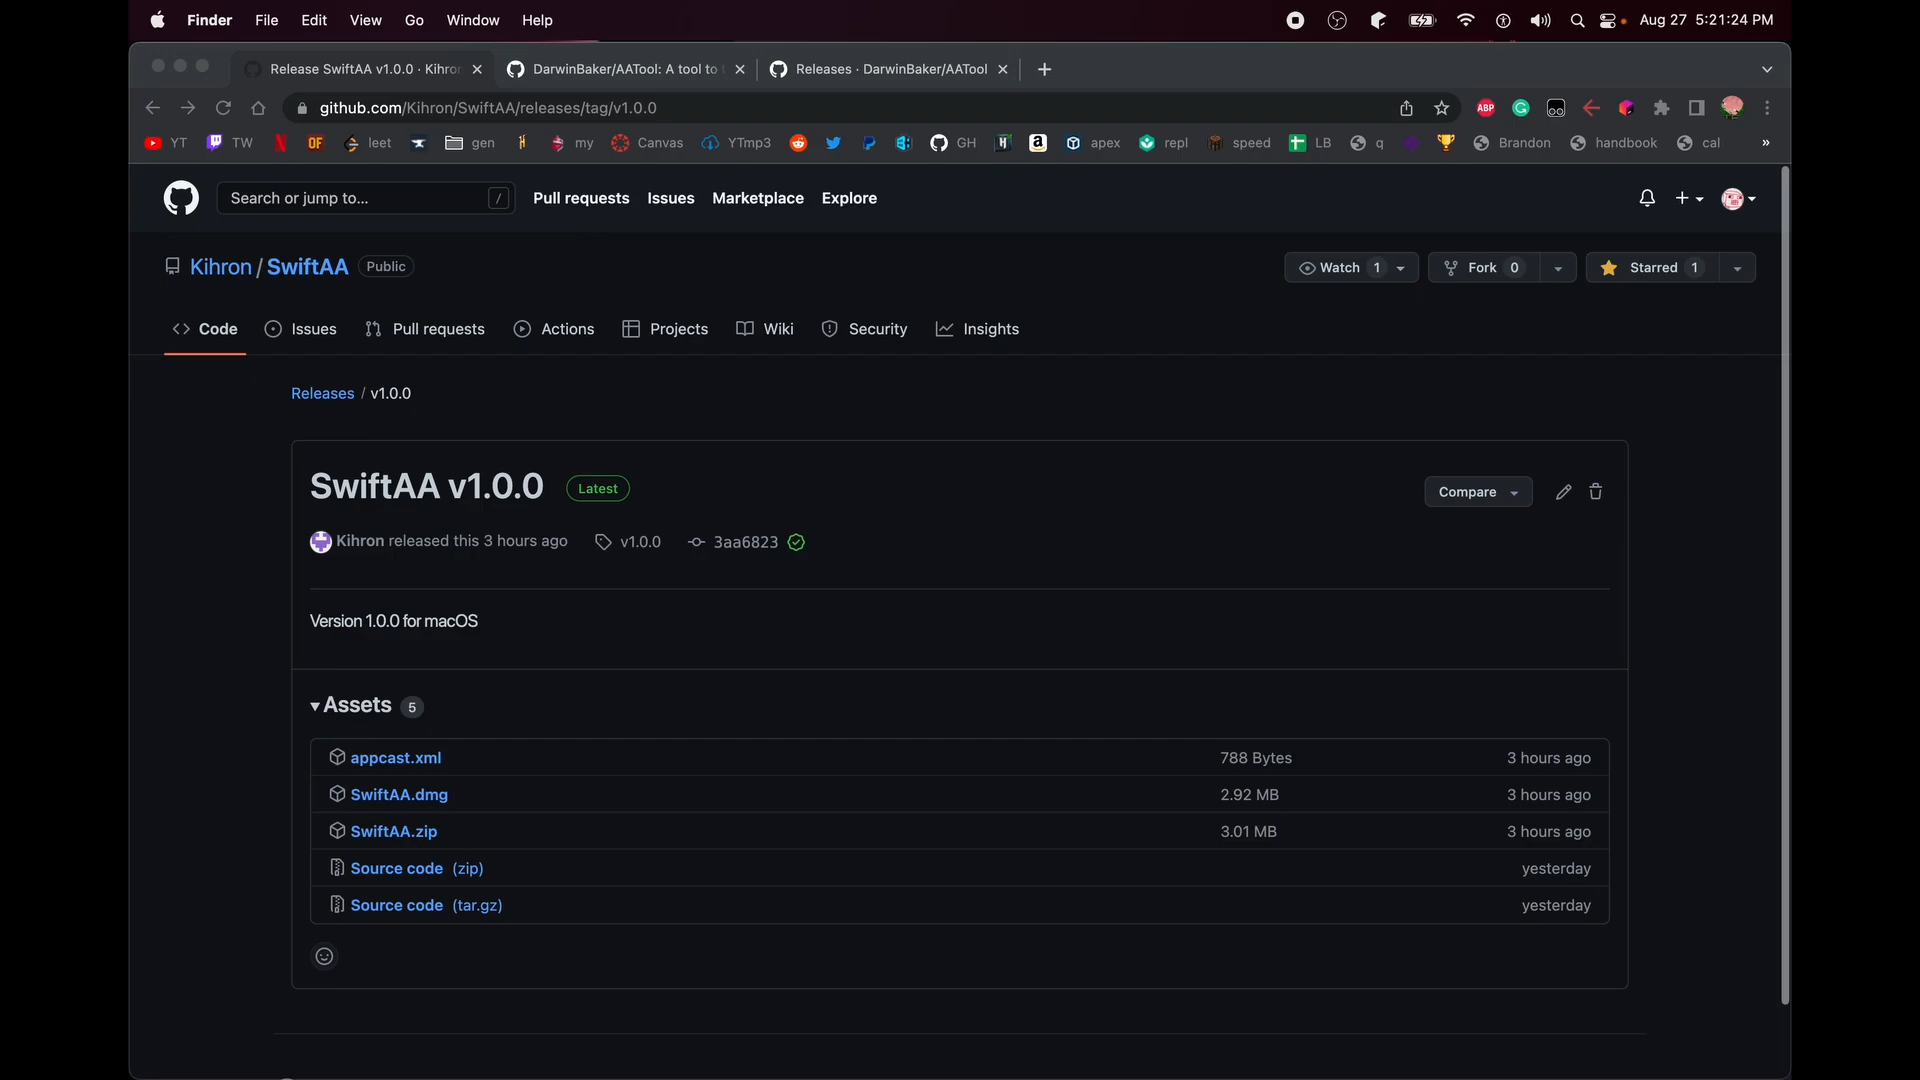 Finder File Edit View Go Window Help Aug 27 5:21:24 PM
Release SwiftAA v1.0.0 · Kihro DarwinBaker/AATool: A tool to Releases · DarwinBaker/AATool
github.com/Kihron/SwiftAA/releases/tag/v1.0.0 ABP
YT TW OF leet gen my Canvas YTmp3 GH apex repl speed LB q Brandon handbook cal »
Search or jump to... / Pull requests Issues Marketplace Explore
Kihron / SwiftAA Public Watch 1 Fork 0 Starred 1
Code Issues Pull requests Actions Projects Wiki Security Insights
Releases / v1.0.0
SwiftAA v1.0.0 Latest Compare
Kihron released this 3 hours ago v1.0.0 3aa6823
Version 1.0.0 for macOS
Assets 5
appcast.xml 788 Bytes 3 hours ago
SwiftAA.dmg 2.92 MB 3 hours ago
SwiftAA.zip 3.01 MB 3 hours ago
Source code (zip) yesterday
Source code (tar.gz) yesterday